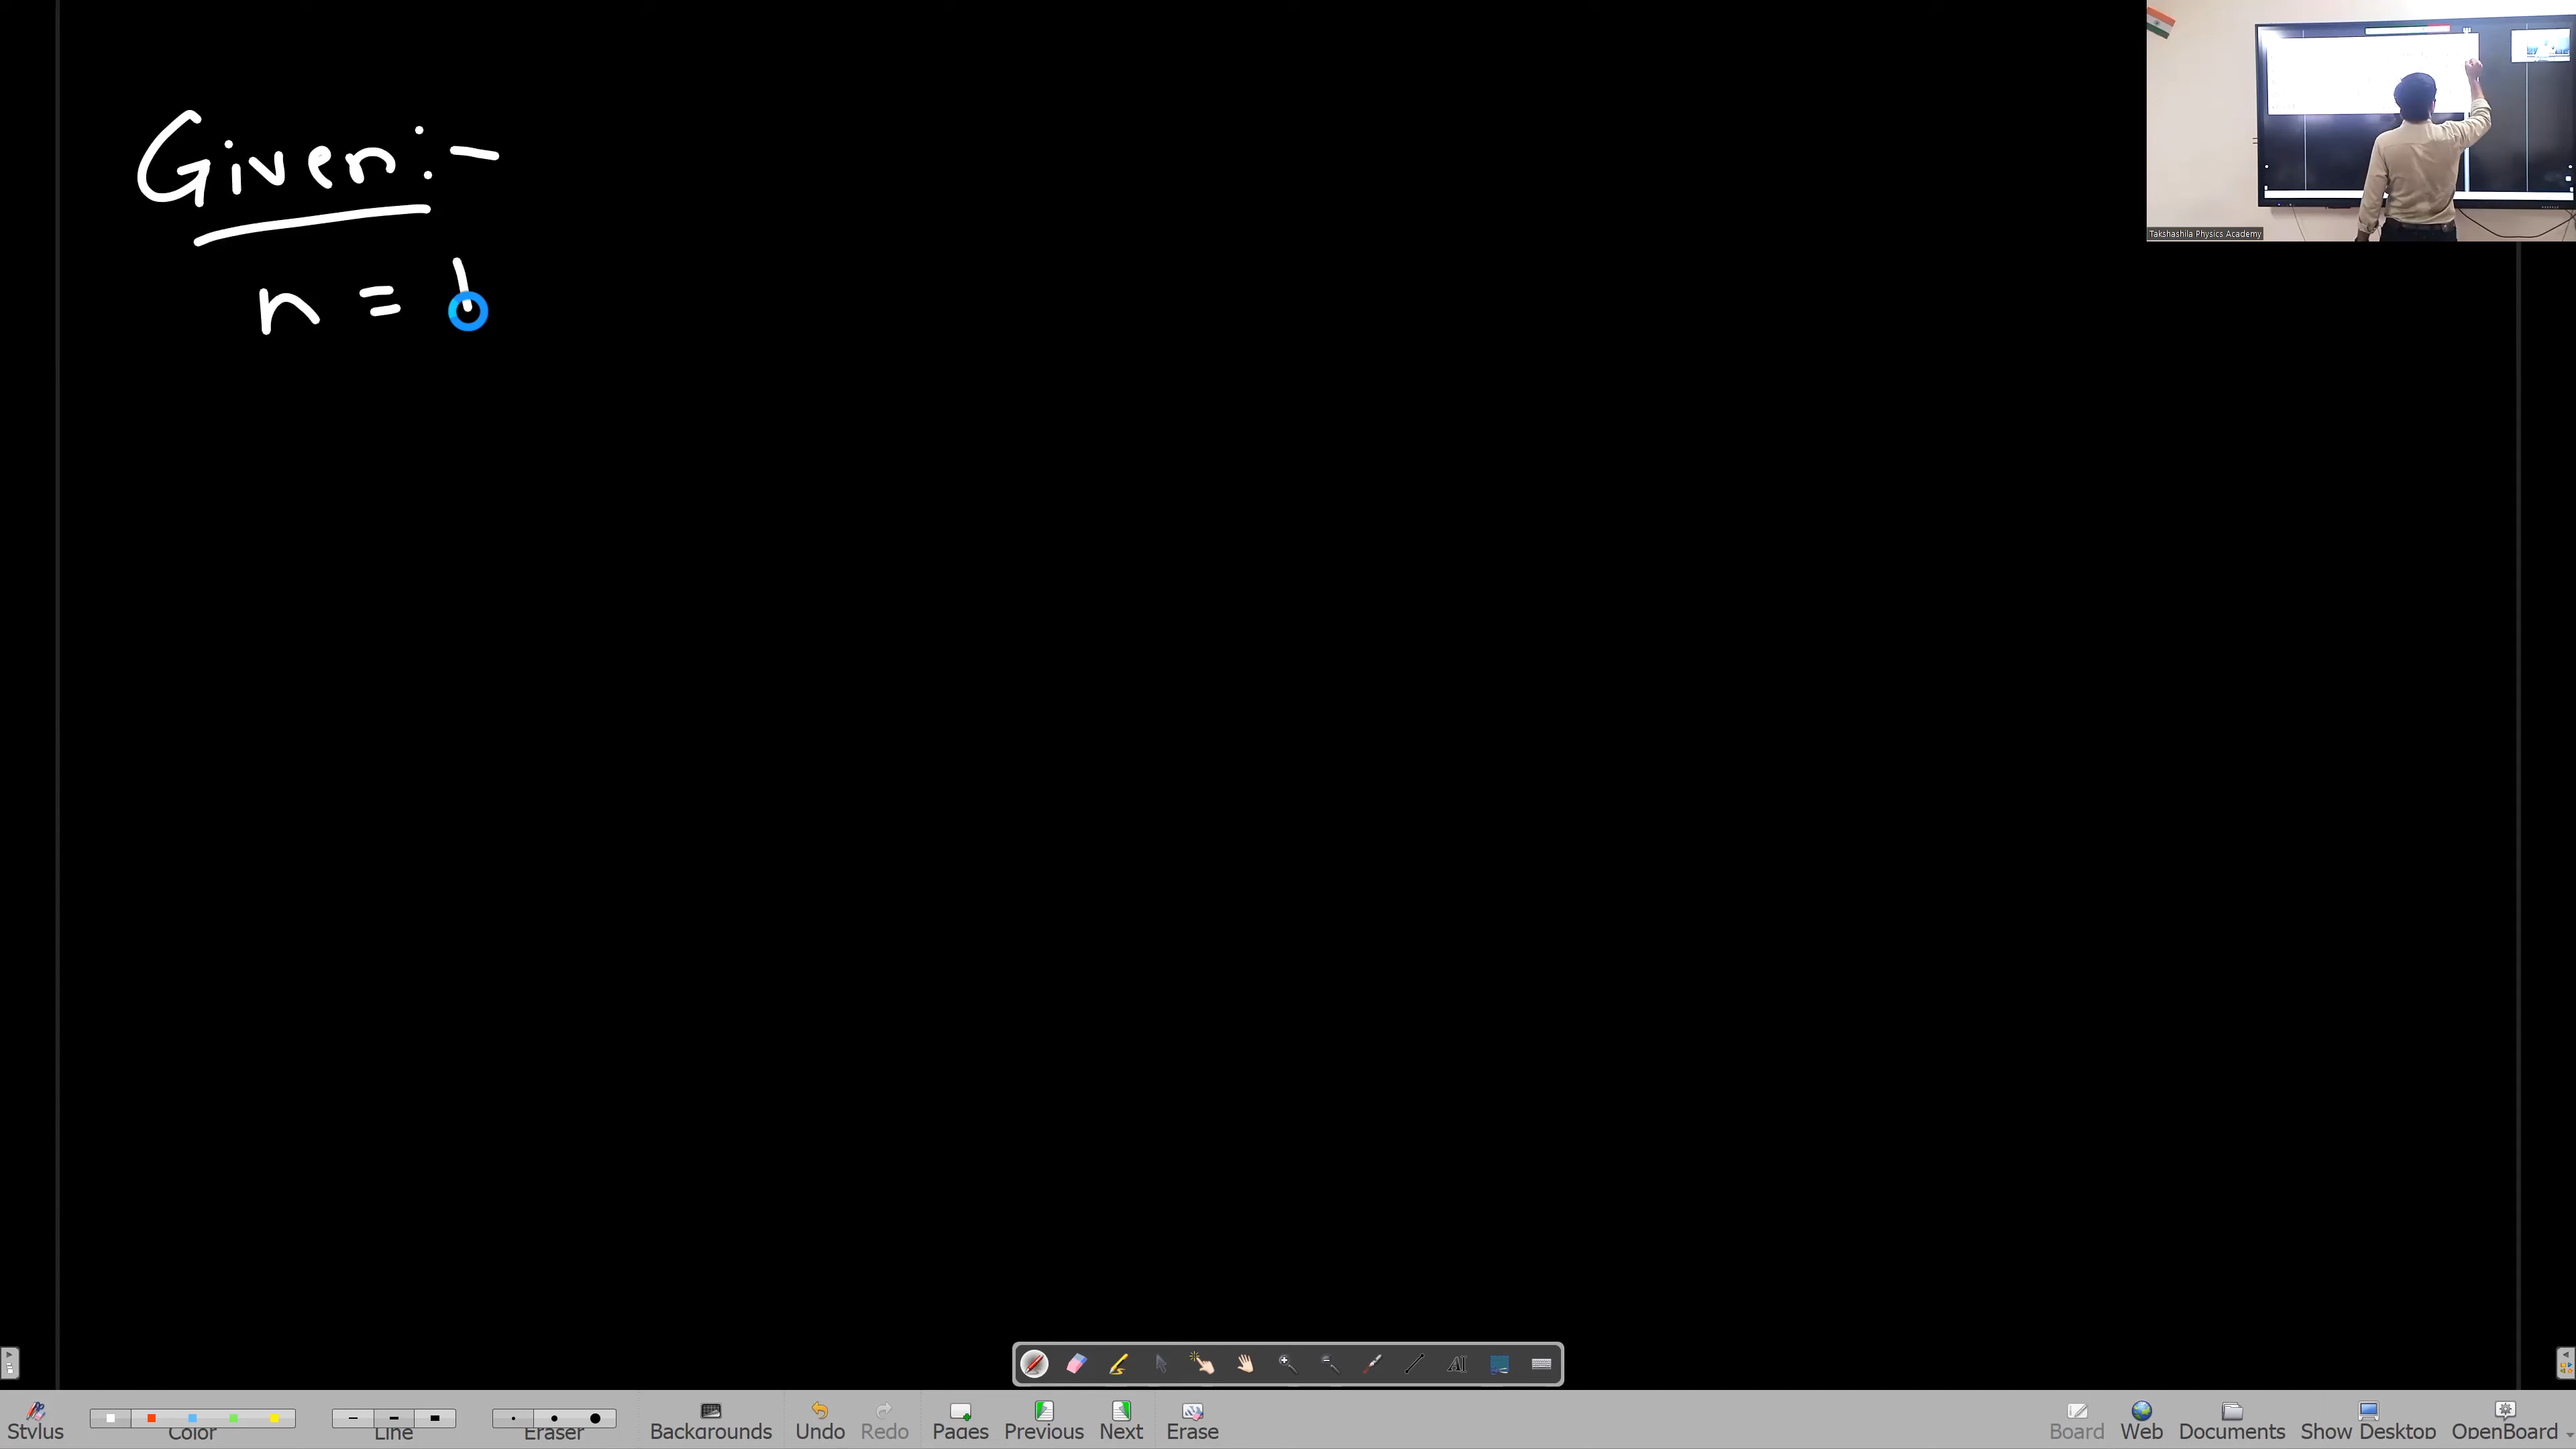 Given:-
n = 1
Takshashila Physics Academy
Stylus Color Line Eraser Backgrounds Undo Redo Pages Previous Next Erase Board Web Documents Show Desktop OpenBoard